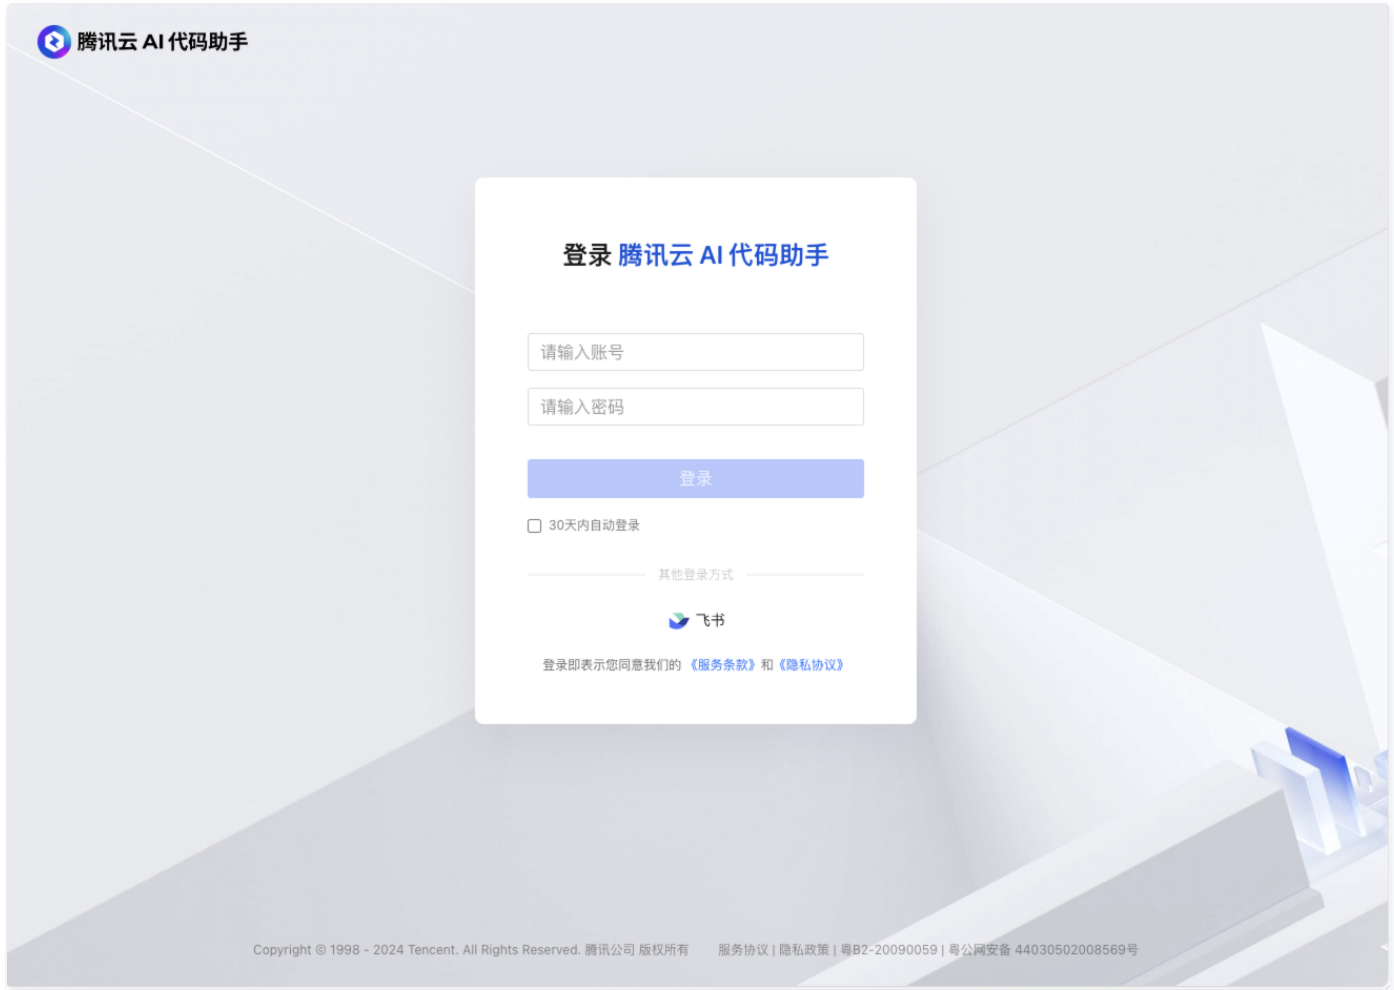 腾讯云 AI 代码助手
登录 腾讯云 AI 代码助手
请输入账号
请输入密码
登录
30天内自动登录
其他登录方式
飞书
登录即表示您同意我们的 《服务条款》和《隐私协议》
Copyright © 1998 - 2024 Tencent. All Rights Reserved. 腾讯公司 版权所有 服务协议 | 隐私政策 | 粤B2-20090059 | 粤公网安备 44030502008569号